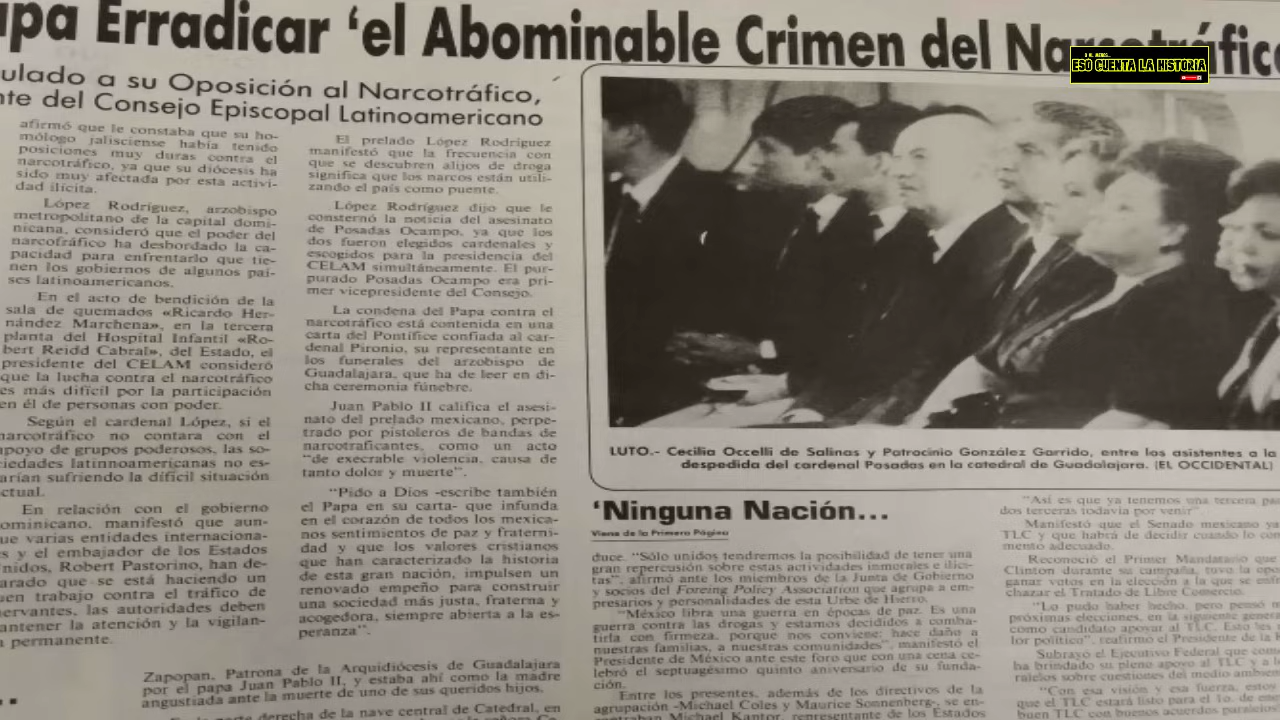 pa Erradicar ‘el Abominable Crimen del Narcotráfico
ESO CUENTA LA HISTORIA
ulado a su Oposición al Narcotráfico,
nte del Consejo Episcopal Latinoamericano
afirmó que le constaba que su ho-
mólogo jalisciense había tenido
posiciones muy duras contra el
narcotráfico, ya que su diócesis ha
sido muy afectada por esta activi-
dad ilícita.
López Rodríguez, arzobispo
metropolitano de la capital domi-
nicana, consideró que el poder del
narcofráfico ha desbordado la ca-
pacidad para enfrentarlo que tie-
nen los gobiernos de algunos paí-
ses latinoamericanos.
En el acto de bendición de la
sala de quemados «Ricardo Her-
nández Marchena», en la tercera
planta del Hospital Infantil «Ro-
bert Reidd Cabral», del Estado, el
presidente del CELAM consideró
que la lucha contra el narcotráfico
es más difícil por la participación
en él de personas con poder.
Según el cardenal López, si el
narcotráfico no contara con el
apoyo de grupos poderosos, las so-
ciedades latinnoamericanas no es-
tarían sufriendo la difícil situación
actual.
En relación con el gobierno
dominicano, manifestó que aun-
que varias entidades internaciona-
es y el embajador de los Estados
Unidos, Robert Pastorino, han de-
arado que se está haciendo un
uen trabajo contra el tráfico de
nervantes, las autoridades deben
antener la atención y la vigilan-
a permanente.
El prelado López Rodríguez
manifestó que la frecuencia con
que se descubren alijos de droga
significa que los narcos están utili-
zando el país como puente.
López Rodríguez dijo que le
consternó la noticia del asesinato
de Posadas Ocampo, ya que los
dos fueron elegidos cardenales y
escogidos para la presidencia del
CELAM simultáneamente. El pur-
purado Posadas Ocampo era pri-
mer vicepresidente del Consejo.
La condena del Papa contra el
narcotráfico está contenida en una
carta del Pontífice confiada al car-
denal Pironio, su representante en
los funerales del arzobispo de
Guadalajara, que ha de leer en di-
cha ceremonia fúnebre.
Juan Pablo II califica el asesi-
nato del prelado mexicano, perpe-
trado por pistoleros de bandas de
narcotraficantes, como un acto
“de execrable violencia, causa de
tanto dolor y muerte”.
“Pido a Dios -escribe también
el Papa en su carta- que infunda
en el corazón de todos los mexica-
nos sentimientos de paz y fraterni-
dad y que los valores cristianos
que han caracterizado la historia
de esta gran nación, impulsen un
renovado empeño para construir
una sociedad más justa, fraterna y
acogedora, siempre abierta a la es-
peranza”.
Zapopan, Patrona de la Arquidiócesis de Guadalajara
por el papa Juan Pablo II, y estaba ahí como la madre
angustiada ante la muerte de uno de sus queridos hijos.
parte derecha de la nave central de Catedral, en
LUTO.- Cecilia Occelli de Salinas y Patrocinio González Garrido, entre los asistentes a la
despedida del cardenal Posadas en la catedral de Guadalajara. (EL OCCIDENTAL)
‘Ninguna Nación...
Viene de la Primera Página
duce. “Sólo unidos tendremos la posibilidad de tener una
gran repercusión sobre estas actividades inmorales e ilíci-
tas”, afirmó ante los miembros de la Junta de Gobierno
y socios del Foreing Policy Association que agrupa a em-
presarios y personalidades de esta Urbe de Hierro.
“México libra una guerra en épocas de paz. Es una
guerra contra las drogas y estamos decididos a comba-
tirla con firmeza, porque nos conviene; hace daño a
nuestras familias, a nuestras comunidades”, manifestó el
Presidente de México ante este foro que con una cena ce-
lebró el septuagésimo quinto aniversario de su funda-
ción.
Entre los presentes, además de los directivos de la
agrupación -Michael Coles y Maurice Sonnenberg-, se en-
contraban Michael Kantor, representante de los Estados
“Así es que ya tenemos una tercera pa
dos terceras todavía por venir”.
Manifestó que el Senado mexicano ya
TLC y que habrá de decidir cuando lo con
mento adecuado.
Reconoció el Primer Mandatario que
Clinton durante su campaña, tuvo la opo
ganar votos en la elección a la que se enf
chazar el Tratado de Libre Comercio.
“Lo pudo haber hecho, pero pensó m
próximas elecciones, en la siguiente genera
como candidato apoyar al TLC. Esto les
lor político”, reafirmó el Presidente de la
Subrayó el Ejecutivo Federal que com
ha brindado su pleno apoyo al TLC y a l
ralelos sobre cuestiones del medio ambien
“Con esa visión y esa fuerza, estoy
que el TLC estará listo para el 1o. de ene
buen TLC con buenos acuerdos paralelos